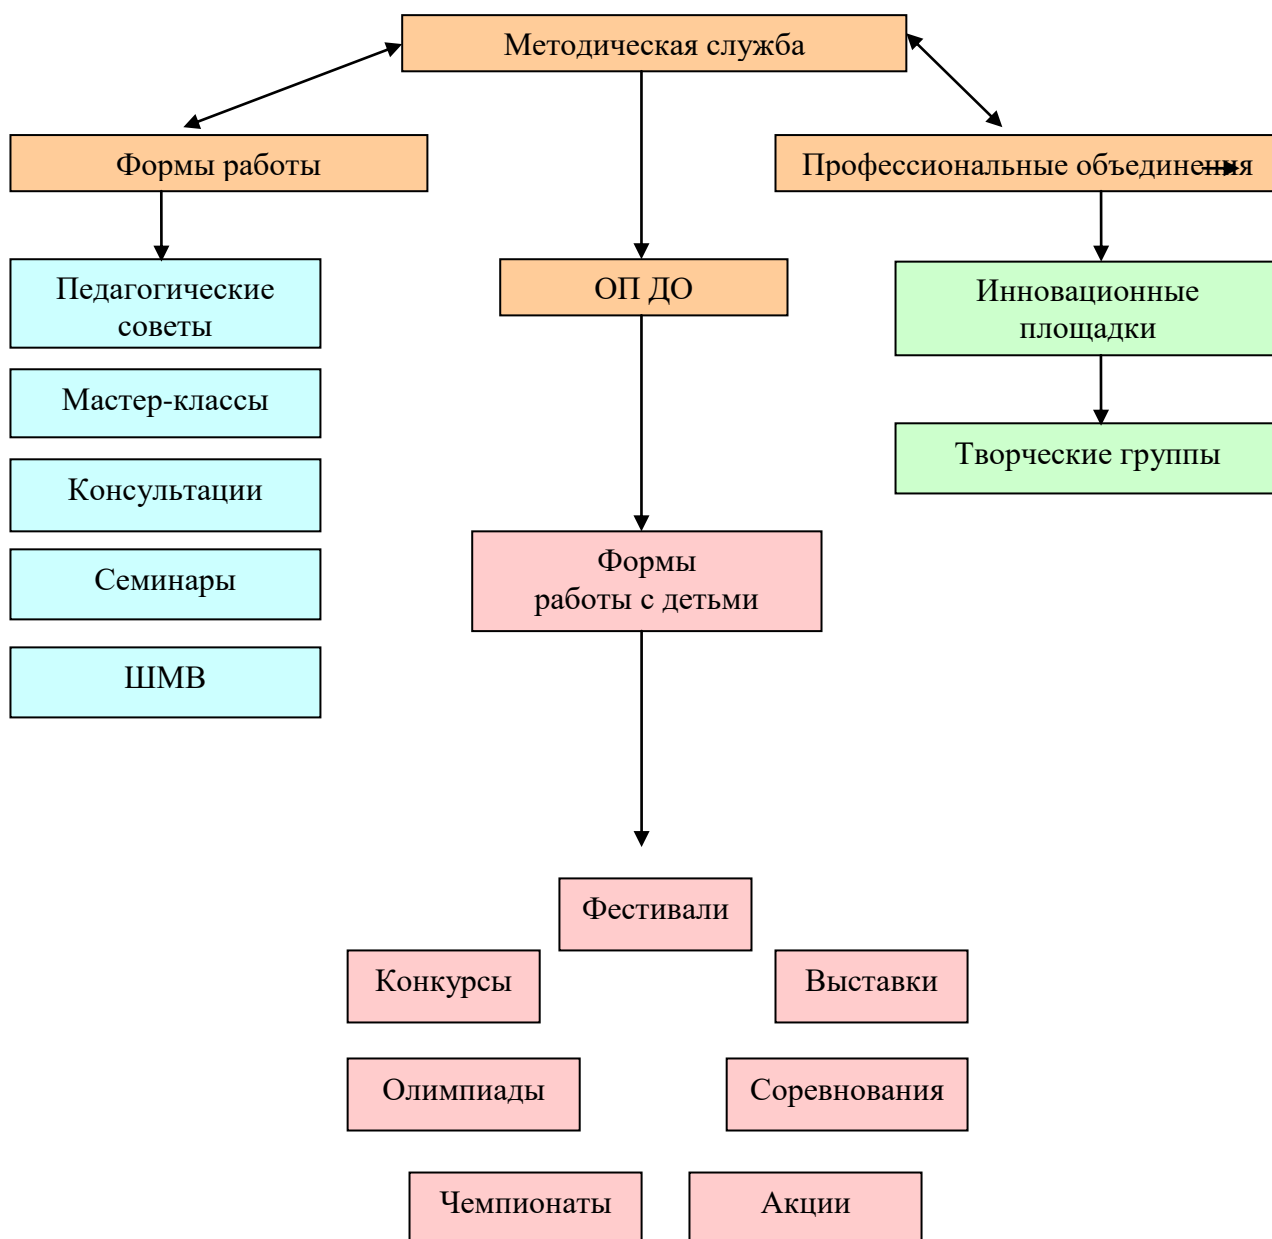 Методическая служба
Формы работы
Профессиональные объединения
Педагогические
советы
ОП ДО
Инновационные
площадки
Мастер-классы
Творческие группы
Консультации
Семинары
Формы
работы с детьми
ШМВ
Фестивали
Конкурсы
Выставки
Олимпиады
Соревнования
Чемпионаты
Акции